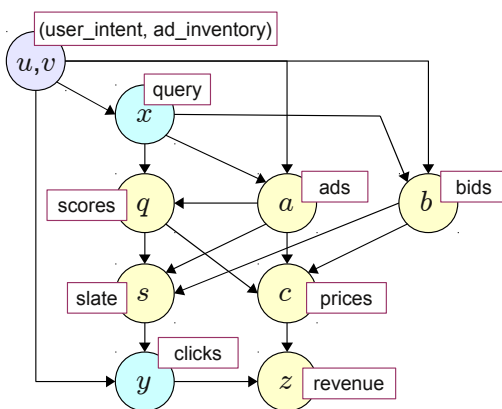 (user_intent, ad_inventory)
u,v
query
x
ads
bids
scores
q
a
b
slate
s
c
prices
clicks
y
z
revenue